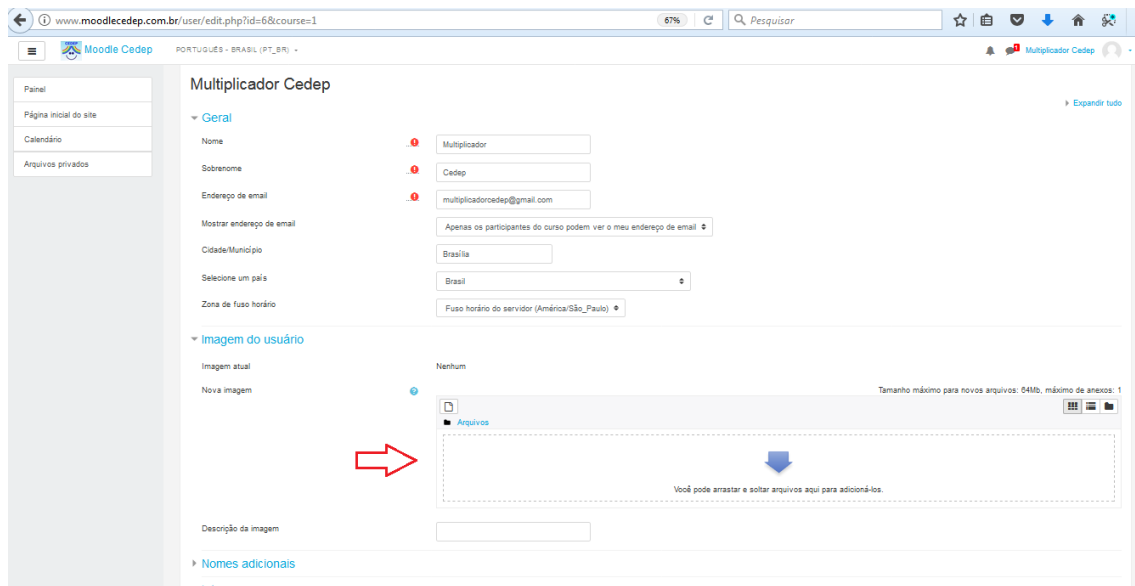 www.moodlecedep.com.br/user/edit.php?id=6&course=1
67%
Pesquisar
CEDEP
Moodle Cedep
PORTUGUÊS - BRASIL (PT_BR)
1
Multiplicador Cedep
Painel
Página inicial do site
Calendário
Arquivos privados
Multiplicador Cedep
Expandir tudo
Geral
Nome
Multiplicador
Sobrenome
Cedep
Endereço de email
multiplicadorcedep@gmail.com
Mostrar endereço de email
Apenas os participantes do curso podem ver o meu endereço de email
Cidade/Município
Brasília
Selecione um país
Brasil
Zona de fuso horário
Fuso horário do servidor (América/São_Paulo)
Imagem do usuário
Imagem atual
Nenhum
Nova imagem
Tamanho máximo para novos arquivos: 64Mb, máximo de anexos: 1
Arquivos
Você pode arrastar e soltar arquivos aqui para adicioná-los.
Descrição da imagem
Nomes adicionais